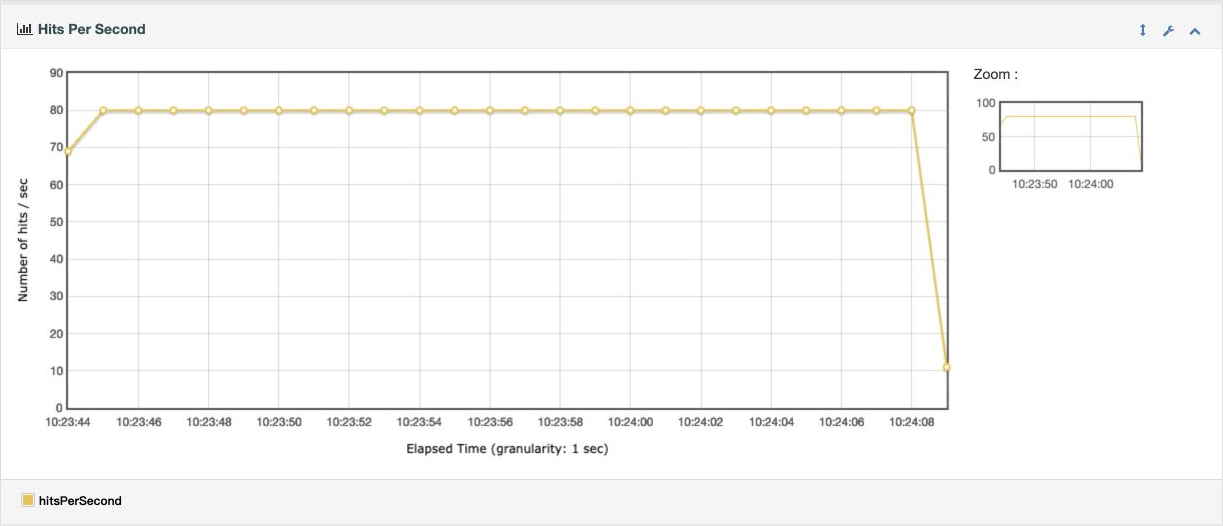 Hits Per Second
Zoom :
90
80
70
60
50
40
30
20
10
0
Number of hits / sec
10:23:44 10:23:46 10:23:48 10:23:50 10:23:52 10:23:54 10:23:56 10:23:58 10:24:00 10:24:02 10:24:04 10:24:06 10:24:08
Elapsed Time (granularity: 1 sec)
100
50
0
10:23:50 10:24:00
hitsPerSecond